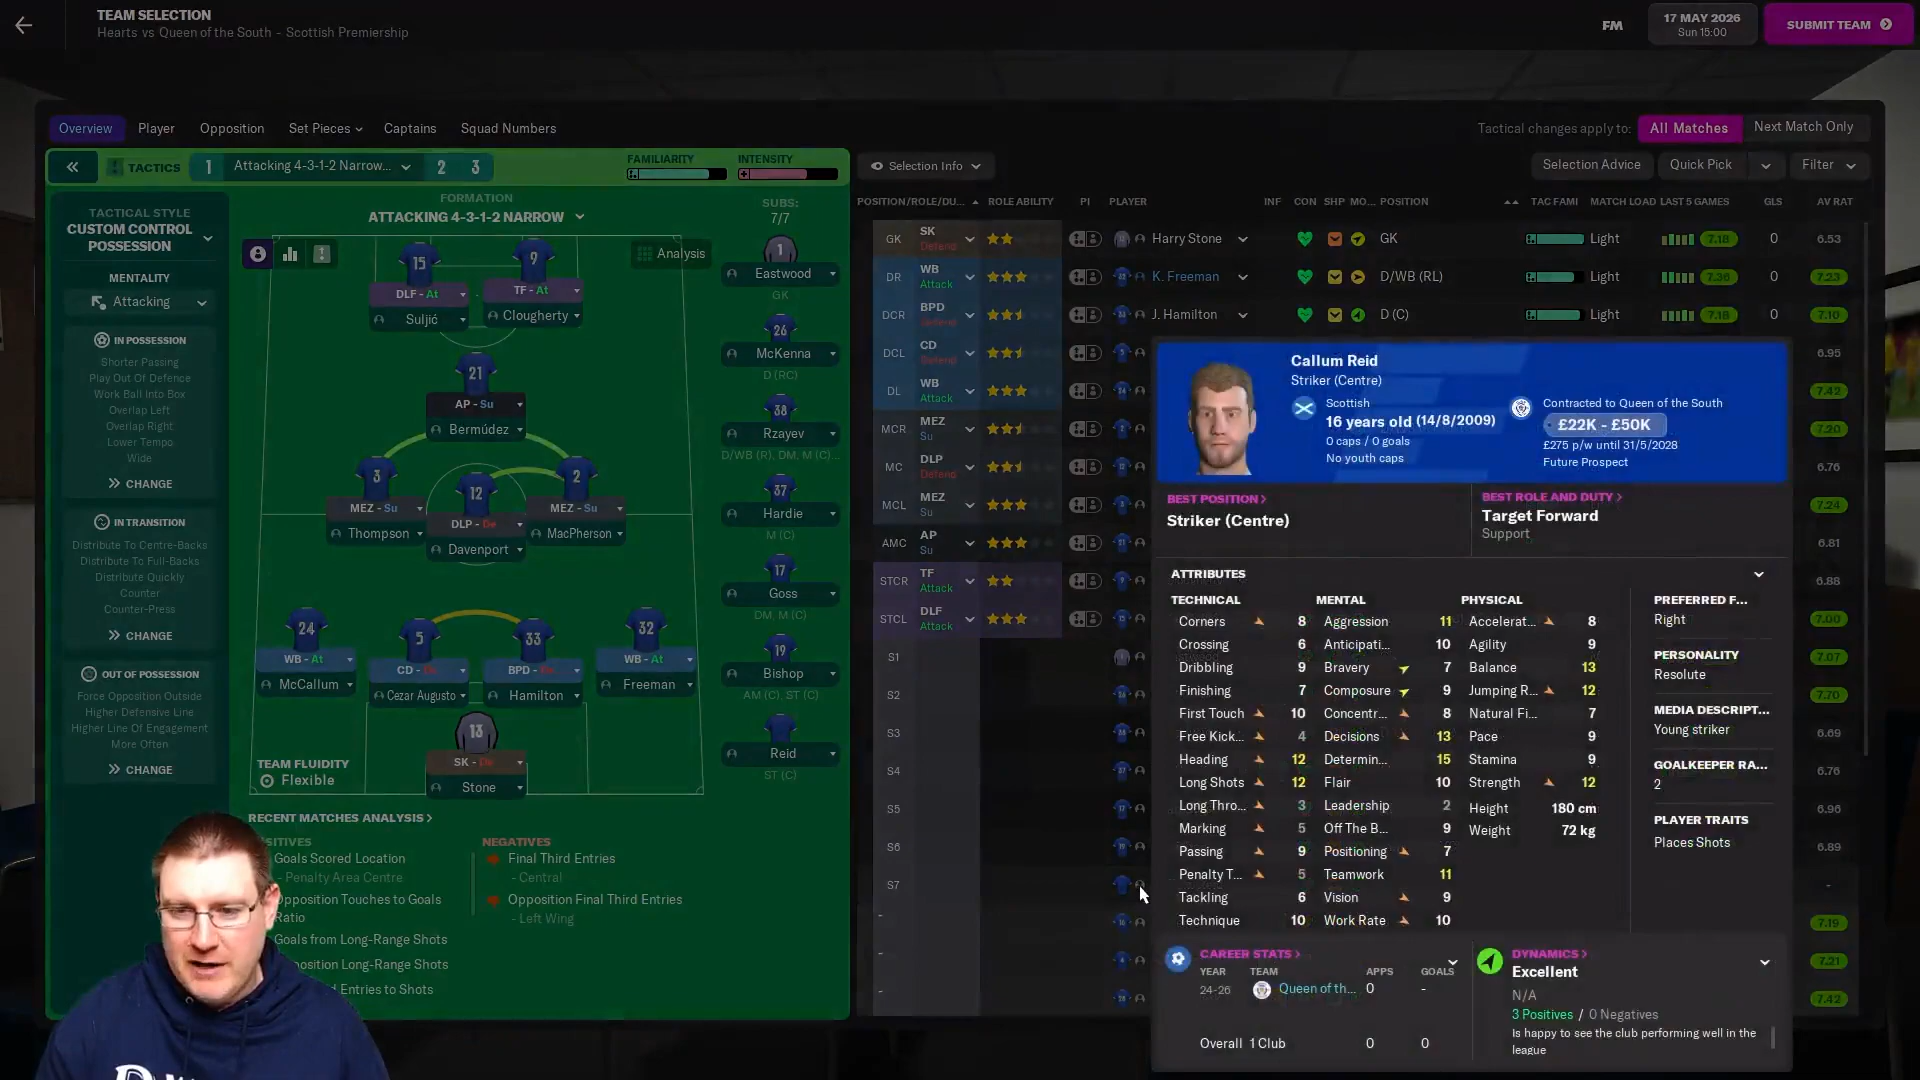 TEAM SELECTION
Hearts vs Queen of the South - Scottish Premiership
FM
17 MAY 2026
Sun 15:00
SUBMIT TEAM
Overview
Player
Opposition
Set Pieces
Captains
Squad Numbers
Tactical changes apply to:
All Matches
Next Match Only
TACTICS
1
Attacking 4-3-1-2 Narrow...
2
3
FAMILIARITY
INTENSITY
Selection Info
Selection Advice
Quick Pick
Filter
TACTICAL STYLE
CUSTOM CONTROL
POSSESSION
MENTALITY
Attacking
IN POSSESSION
Shorter Passing
Play Out Of Defence
Work Ball Into Box
Overlap Left
Overlap Right
Lower Tempo
Wide
CHANGE
IN TRANSITION
Distribute To Centre-Backs
Distribute To Full-Backs
Distribute Quickly
Counter
Counter-Press
CHANGE
OUT OF POSSESSION
Force Opposition Outside
Higher Defensive Line
Higher Line Of Engagement
More Often
CHANGE
FORMATION
ATTACKING 4-3-1-2 NARROW
SUBS:
7/7
Analysis
15
DLF - At
Suljić
9
TF - At
Clougherty
21
AP - Su
Bermúdez
3
MEZ - Su
Thompson
12
DLP - De
Davenport
2
MEZ - Su
MacPherson
24
WB - At
McCallum
5
CD - De
Cezar Augusto
33
BPD - De
Hamilton
32
WB - At
Freeman
13
SK - De
Stone
TEAM FLUIDITY
Flexible
1
Eastwood
GK
26
McKenna
D (RC)
38
Rzayev
D/WB (R), DM, M (C)...
37
Hardie
M (C)
17
Goss
DM, M (C)
19
Bishop
AM (C), ST (C)
Reid
ST (C)
RECENT MATCHES ANALYSIS
SITIVES
Goals Scored Location
- Penalty Area Centre
Opposition Touches to Goals
Ratio
Goals from Long-Range Shots
position Long-Range Shots
d Entries to Shots
NEGATIVES
Final Third Entries
- Central
Opposition Final Third Entries
- Left Wing
POSITION/ROLE/DU...
ROLE ABILITY
PI
PLAYER
INF
CON
SHP
MO...
POSITION
TAC FAMI
MATCH LOAD
LAST 5 GAMES
GLS
AV RAT
GK SK Defend Harry Stone GK Light 7.18 0 6.53
DR WB Attack K. Freeman D/WB (RL) Light 7.36 0 7.23
DCR BPD Defend J. Hamilton D (C) Light 7.18 0 7.10
DCL CD Defend 6.95
DL WB Attack 7.42
MCR MEZ Su 7.20
MC DLP Defend 6.76
MCL MEZ Su 7.24
AMC AP Su 6.81
STCR TF Attack 6.88
STCL DLF Attack 7.00
S1 7.07
S2 7.70
S3 6.69
S4 6.76
S5 6.96
S6 6.89
S7 -
- 7.19
- 7.21
- 7.42
Callum Reid
Striker (Centre)
Scottish
16 years old (14/8/2009)
0 caps / 0 goals
No youth caps
Contracted to Queen of the South
£22K - £50K
£275 p/w until 31/5/2028
Future Prospect
BEST POSITION
Striker (Centre)
BEST ROLE AND DUTY
Target Forward
Support
ATTRIBUTES
TECHNICAL
Corners 8
Crossing 6
Dribbling 9
Finishing 7
First Touch 10
Free Kick... 4
Heading 12
Long Shots 12
Long Thro... 3
Marking 5
Passing 9
Penalty T... 5
Tackling 6
Technique 10
MENTAL
Aggression 11
Anticipati... 10
Bravery 7
Composure 9
Concentr... 8
Decisions 13
Determin... 15
Flair 10
Leadership 2
Off The B... 9
Positioning 7
Teamwork 11
Vision 9
Work Rate 10
PHYSICAL
Accelerat... 8
Agility 9
Balance 13
Jumping R... 12
Natural Fi... 7
Pace 9
Stamina 9
Strength 12
Height 180 cm
Weight 72 kg
PREFERRED F...
Right
PERSONALITY
Resolute
MEDIA DESCRIPT...
Young striker
GOALKEEPER RA...
2
PLAYER TRAITS
Places Shots
CAREER STATS
YEAR TEAM APPS GOALS
24-26 Queen of th... 0 -
Overall 1 Club 0 0
DYNAMICS
Excellent
N/A
3 Positives / 0 Negatives
Is happy to see the club performing well in the
league